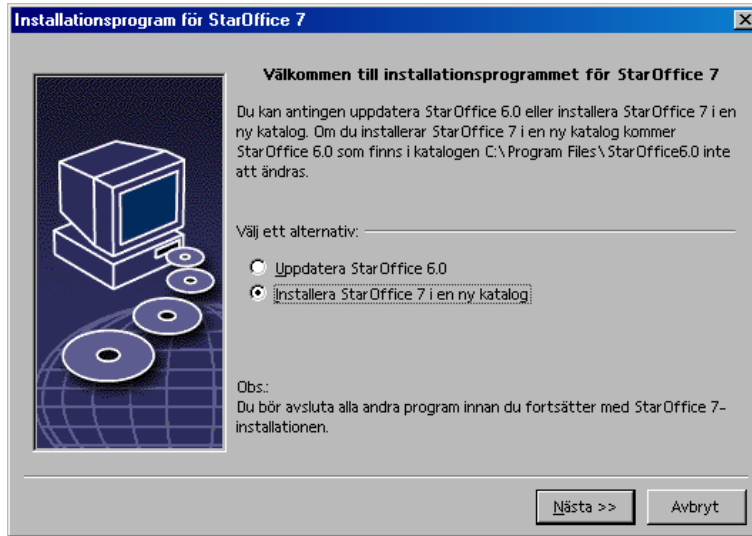 Installationsprogram för StarOffice 7
Välkommen till installationsprogrammet för StarOffice 7
Du kan antingen uppdatera StarOffice 6.0 eller installera StarOffice 7 i en
ny katalog. Om du installerar StarOffice 7 i en ny katalog kommer
StarOffice 6.0 som finns i katalogen C:\Program Files\StarOffice6.0 inte
att ändras.
Välj ett alternativ:
Uppdatera StarOffice 6.0
Installera StarOffice 7 i en ny katalog
Obs.:
Du bör avsluta alla andra program innan du fortsätter med StarOffice 7-
installationen.
Nästa >>
Avbryt